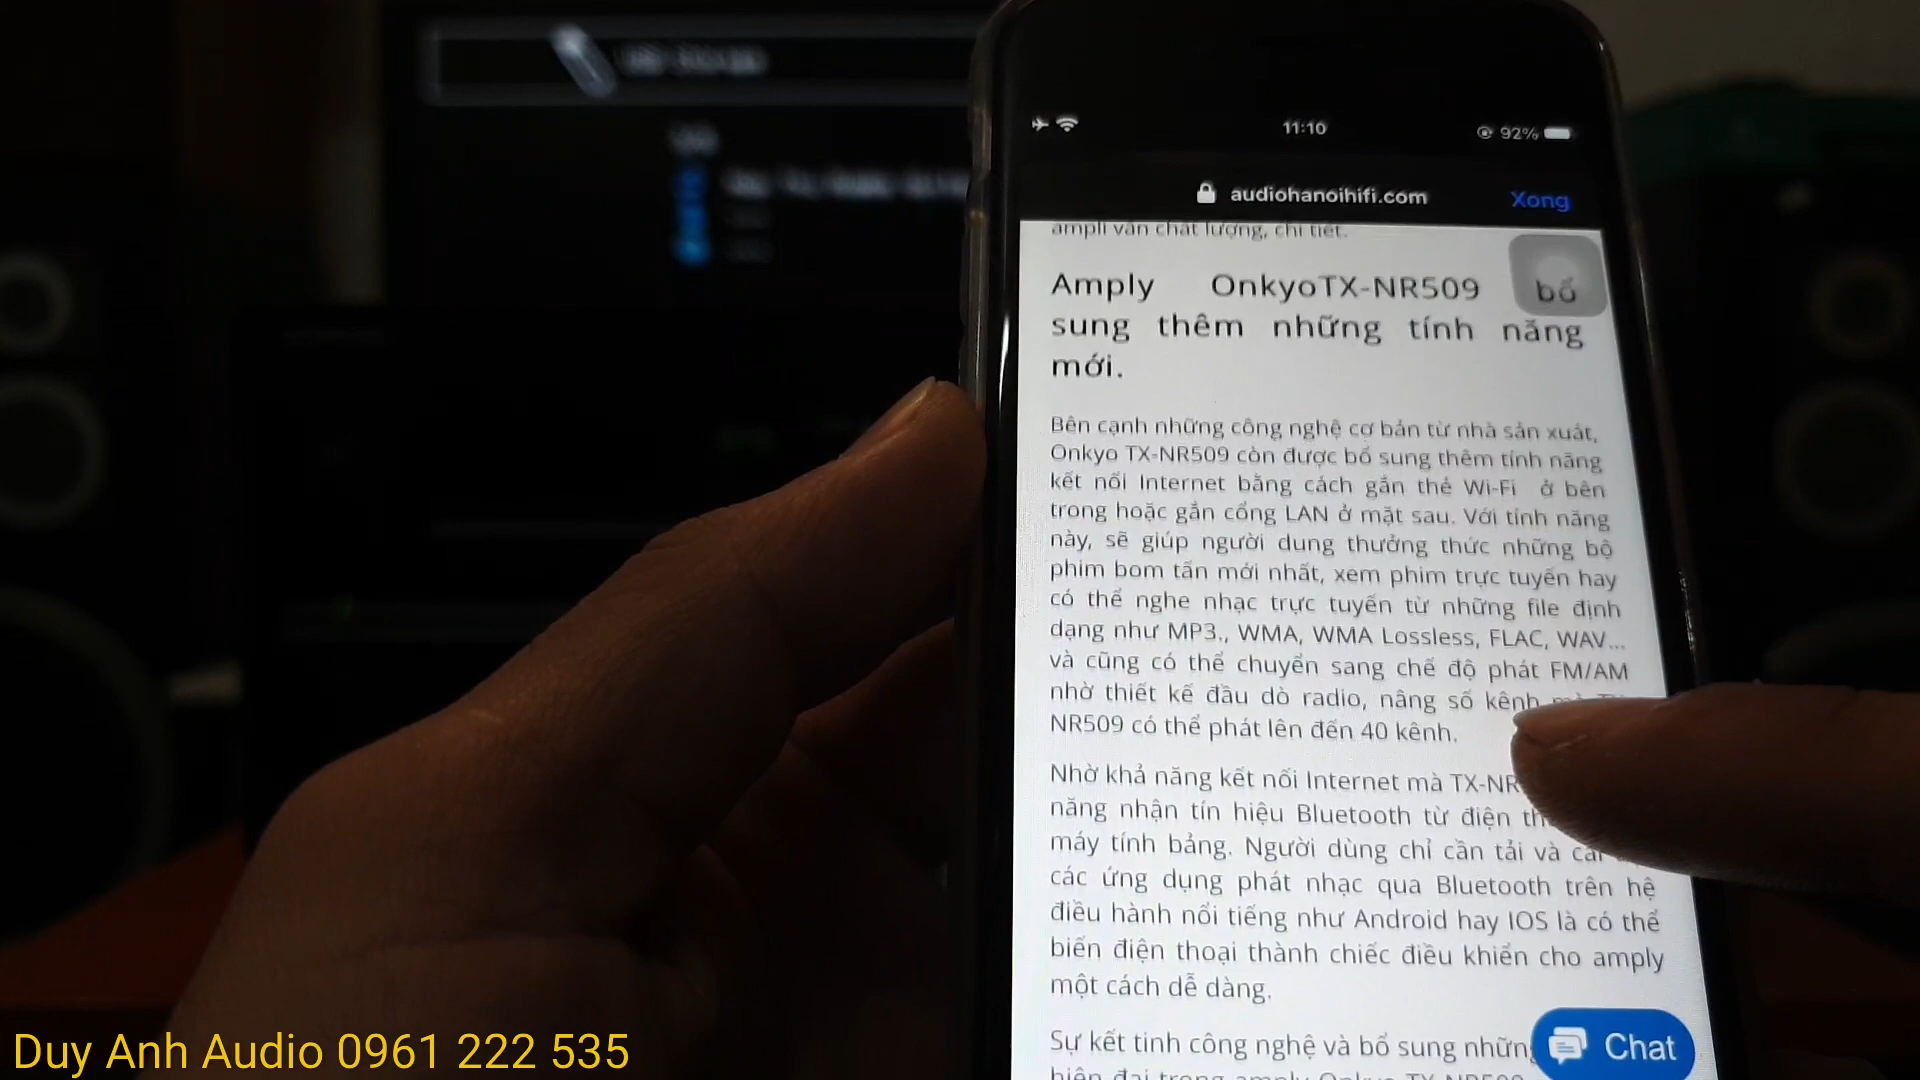 11:10
92%
audiohanoihifi.com
Xong
ampli vẫn chất lượng, chi tiết.
Amply OnkyoTX-NR509 bổ
sung thêm những tính năng
mới.
Bên cạnh những công nghệ cơ bản từ nhà sản xuất,
Onkyo TX-NR509 còn được bổ sung thêm tính năng
kết nối Internet bằng cách gắn thẻ Wi-Fi ở bên
trong hoặc gắn cổng LAN ở mặt sau. Với tính năng
này, sẽ giúp người dung thưởng thức những bộ
phim bom tấn mới nhất, xem phim trực tuyến hay
có thể nghe nhạc trực tuyến từ những file định
dạng như MP3., WMA, WMA Lossless, FLAC, WAV...
và cũng có thể chuyển sang chế độ phát FM/AM
nhờ thiết kế đầu dò radio, nâng số kênh
NR509 có thể phát lên đến 40 kênh.
Nhờ khả năng kết nối Internet mà TX-NR
năng nhận tín hiệu Bluetooth từ điện
máy tính bảng. Người dùng chỉ cần tải và
các ứng dụng phát nhạc qua Bluetooth trên hệ
điều hành nổi tiếng như Android hay IOS là có thể
biến điện thoại thành chiếc điều khiển cho amply
một cách dễ dàng.
Sự kết tinh công nghệ và bổ sung những
Chat
Duy Anh Audio 0961 222 535